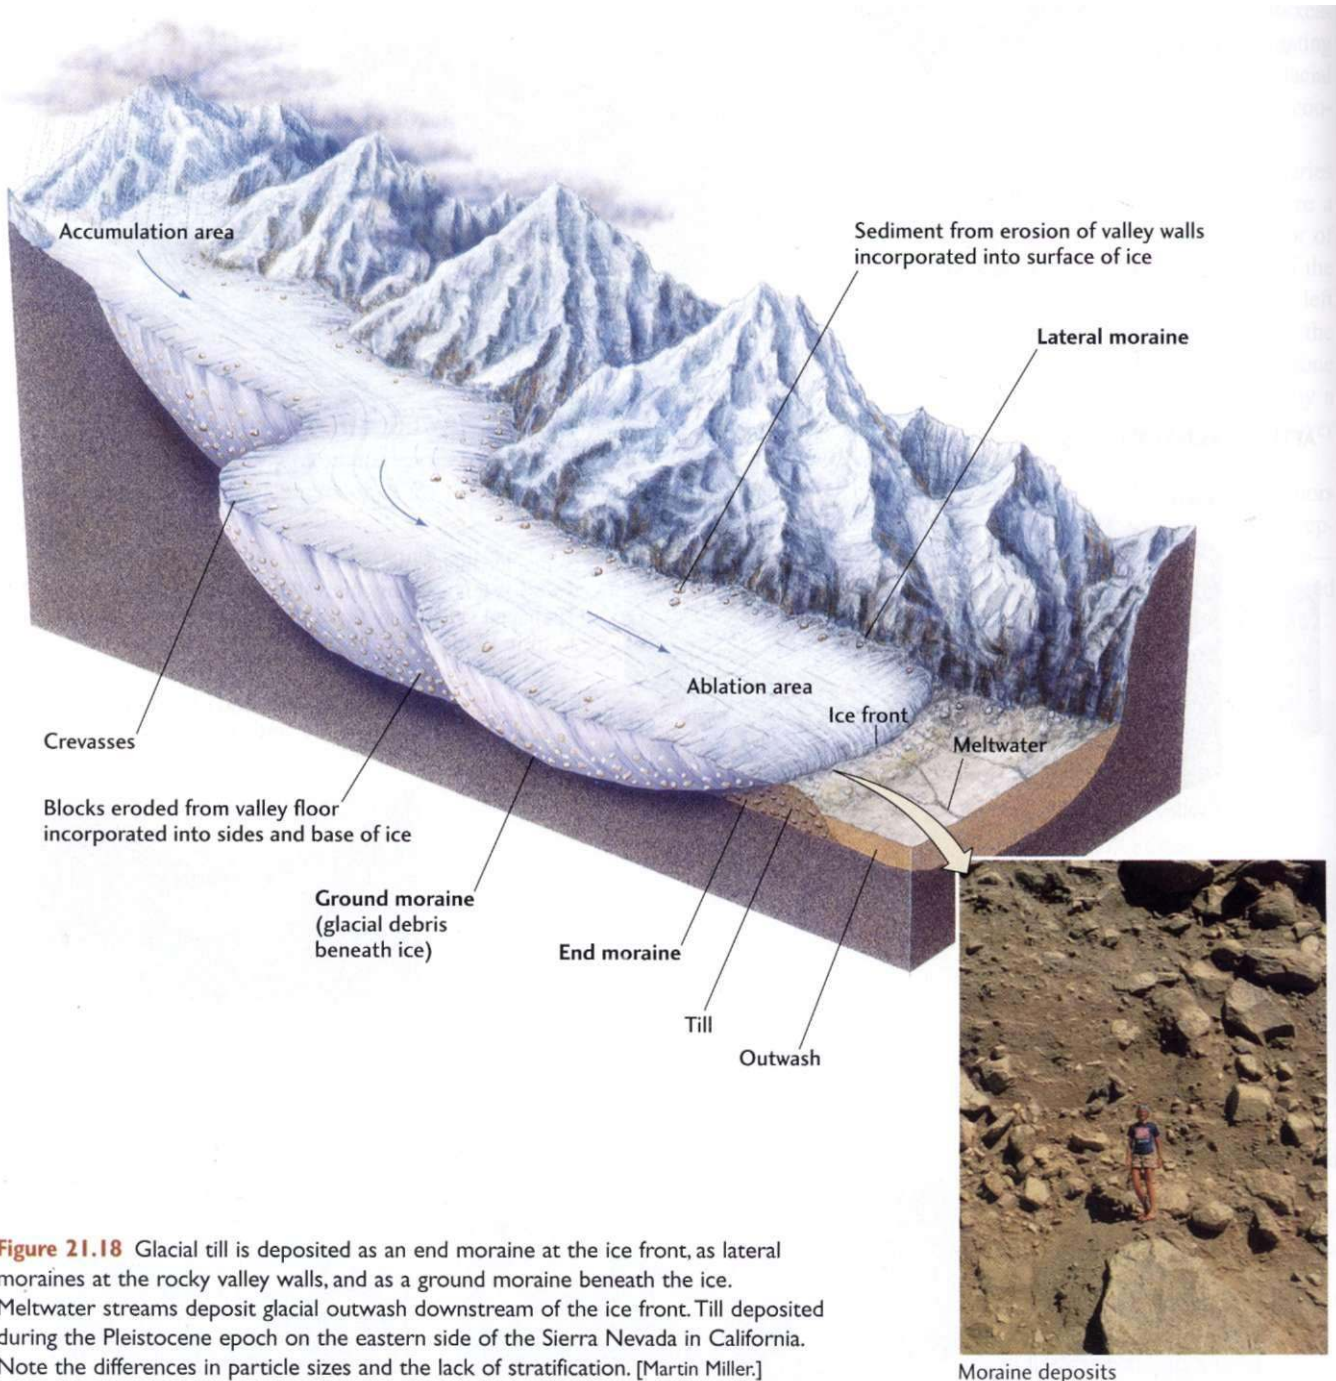 Accumulation area
Sediment from erosion of valley walls
incorporated into surface of ice
Lateral moraine
Ablation area
Ice front
Meltwater
Crevasses
Blocks eroded from valley floor
incorporated into sides and base of ice
Ground moraine
(glacial debris
beneath ice)
End moraine
Till
Outwash
Figure 21.18 Glacial till is deposited as an end moraine at the ice front, as lateral
moraines at the rocky valley walls, and as a ground moraine beneath the ice.
Meltwater streams deposit glacial outwash downstream of the ice front. Till deposited
during the Pleistocene epoch on the eastern side of the Sierra Nevada in California.
Note the differences in particle sizes and the lack of stratification. [Martin Miller.]
Moraine deposits